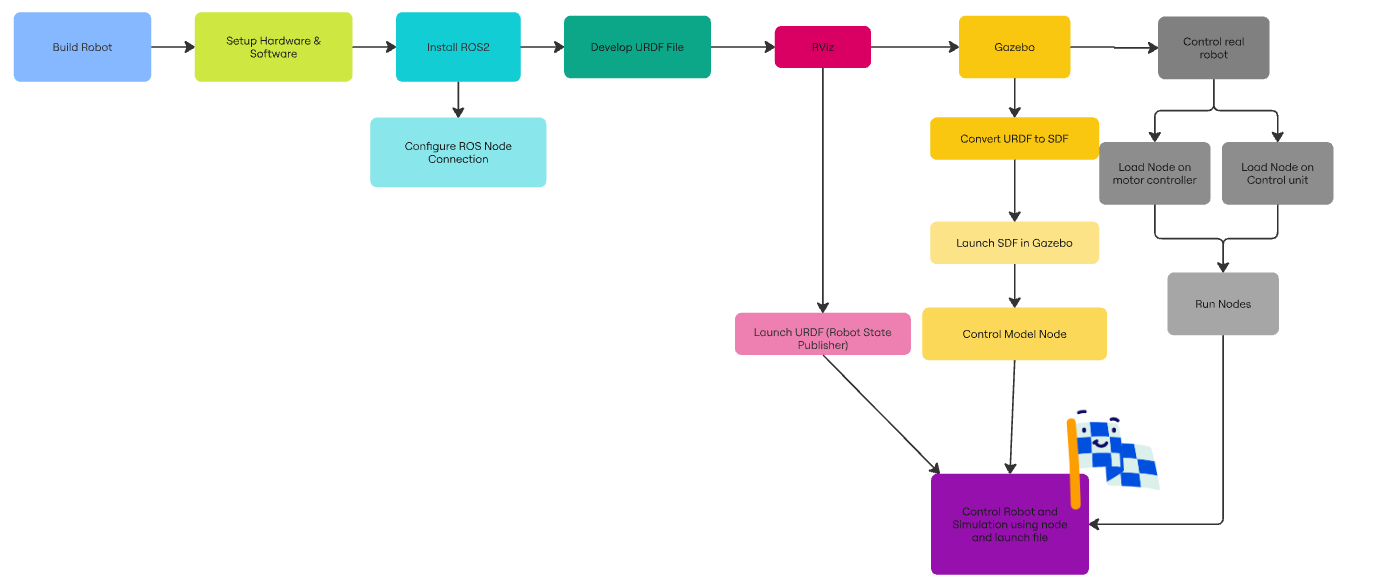 Build Robot
Setup Hardware &
Software
Install ROS2
Develop URDF File
RViz
Gazebo
Control real
robot
Configure ROS Node
Connection
Convert URDF to SDF
Load Node on
motor controller
Load Node on
Control unit
Launch SDF in Gazebo
Run Nodes
Launch URDF (Robot State
Publisher)
Control Model Node
Control Robot and
Simulation using node
and launch file